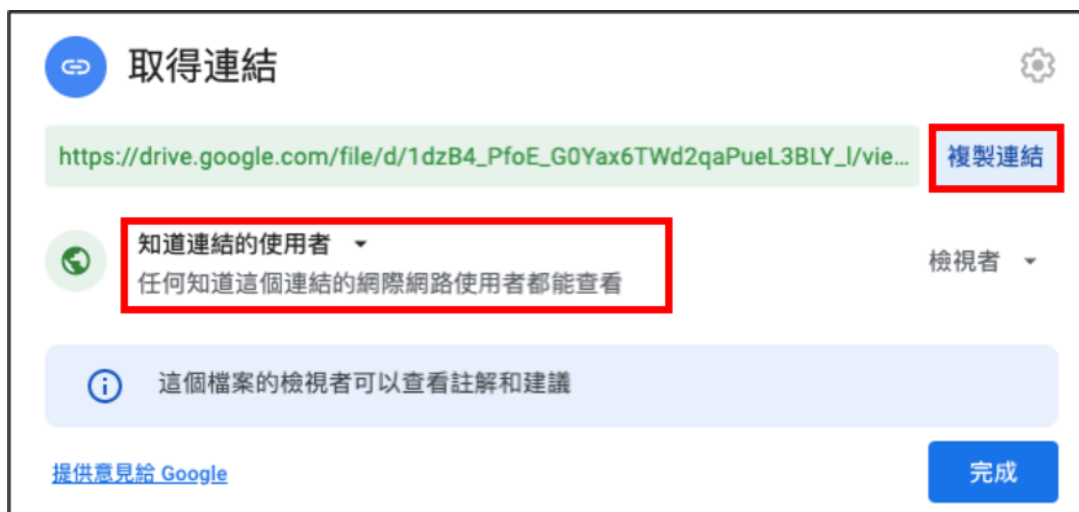 取得連結
https://drive.google.com/file/d/1dzB4_PfoE_G0Yax6TWd2qaPueL3BLY_l/vie... 複製連結
知道連結的使用者
任何知道這個連結的網際網路使用者都能查看
檢視者
這個檔案的檢視者可以查看註解和建議
提供意見給 Google
完成